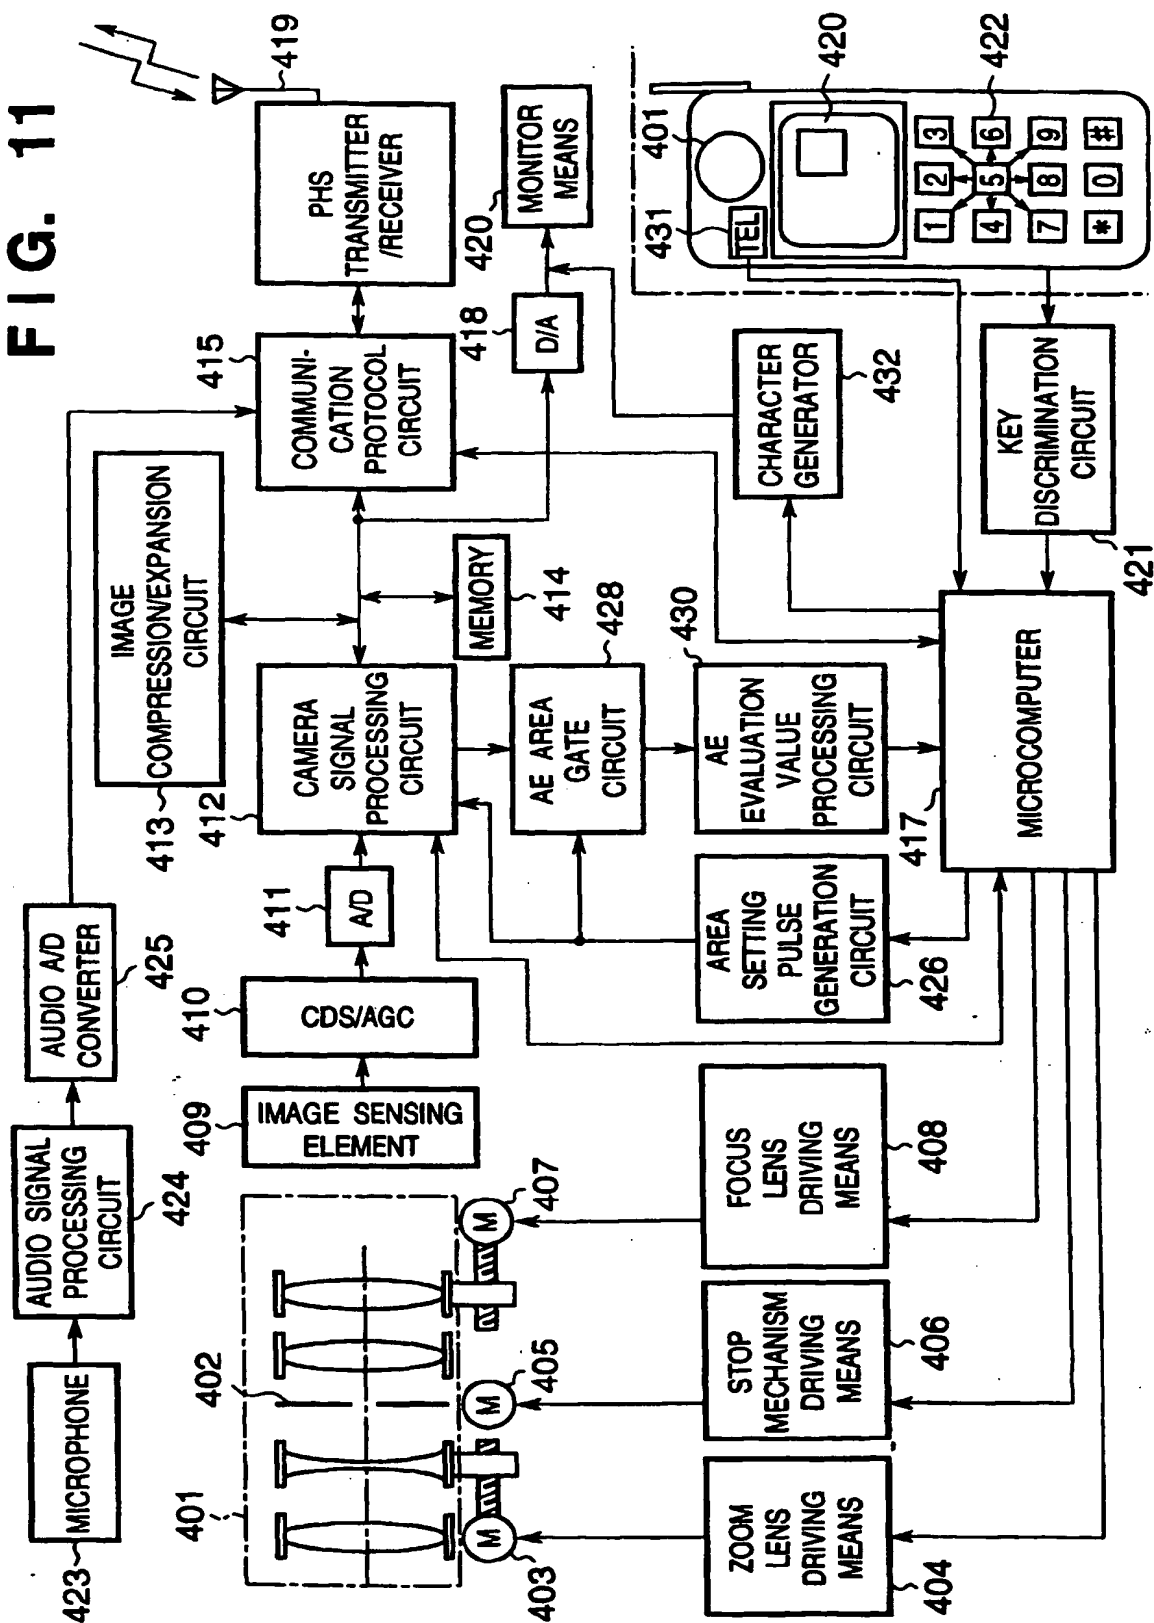 FIG. 11
423
MICROPHONE
AUDIO SIGNAL
PROCESSING
CIRCUIT
424
AUDIO A/D
CONVERTER
425
413
IMAGE
COMPRESSION/EXPANSION
CIRCUIT
415
COMMUNI-
CATION
PROTOCOL
CIRCUIT
PHS
TRANSMITTER
/RECEIVER
419
401
402
409
IMAGE SENSING
ELEMENT
410
CDS/AGC
411
A/D
412
CAMERA
SIGNAL
PROCESSING
CIRCUIT
MEMORY
414
418
D/A
420
MONITOR
MEANS
M
403
M
405
M
407
AE AREA
GATE
CIRCUIT
428
ZOOM
LENS
DRIVING
MEANS
404
STOP
MECHANISM
DRIVING
MEANS
406
FOCUS
LENS
DRIVING
MEANS
408
AREA
SETTING
PULSE
GENERATION
CIRCUIT
426
AE
EVALUATION
VALUE
PROCESSING
CIRCUIT
430
CHARACTER
GENERATOR
432
417
MICROCOMPUTER
KEY
DISCRIMINATION
CIRCUIT
421
431
TEL
401
420
1 2 3
4 5 6
7 8 9
* 0 #
422